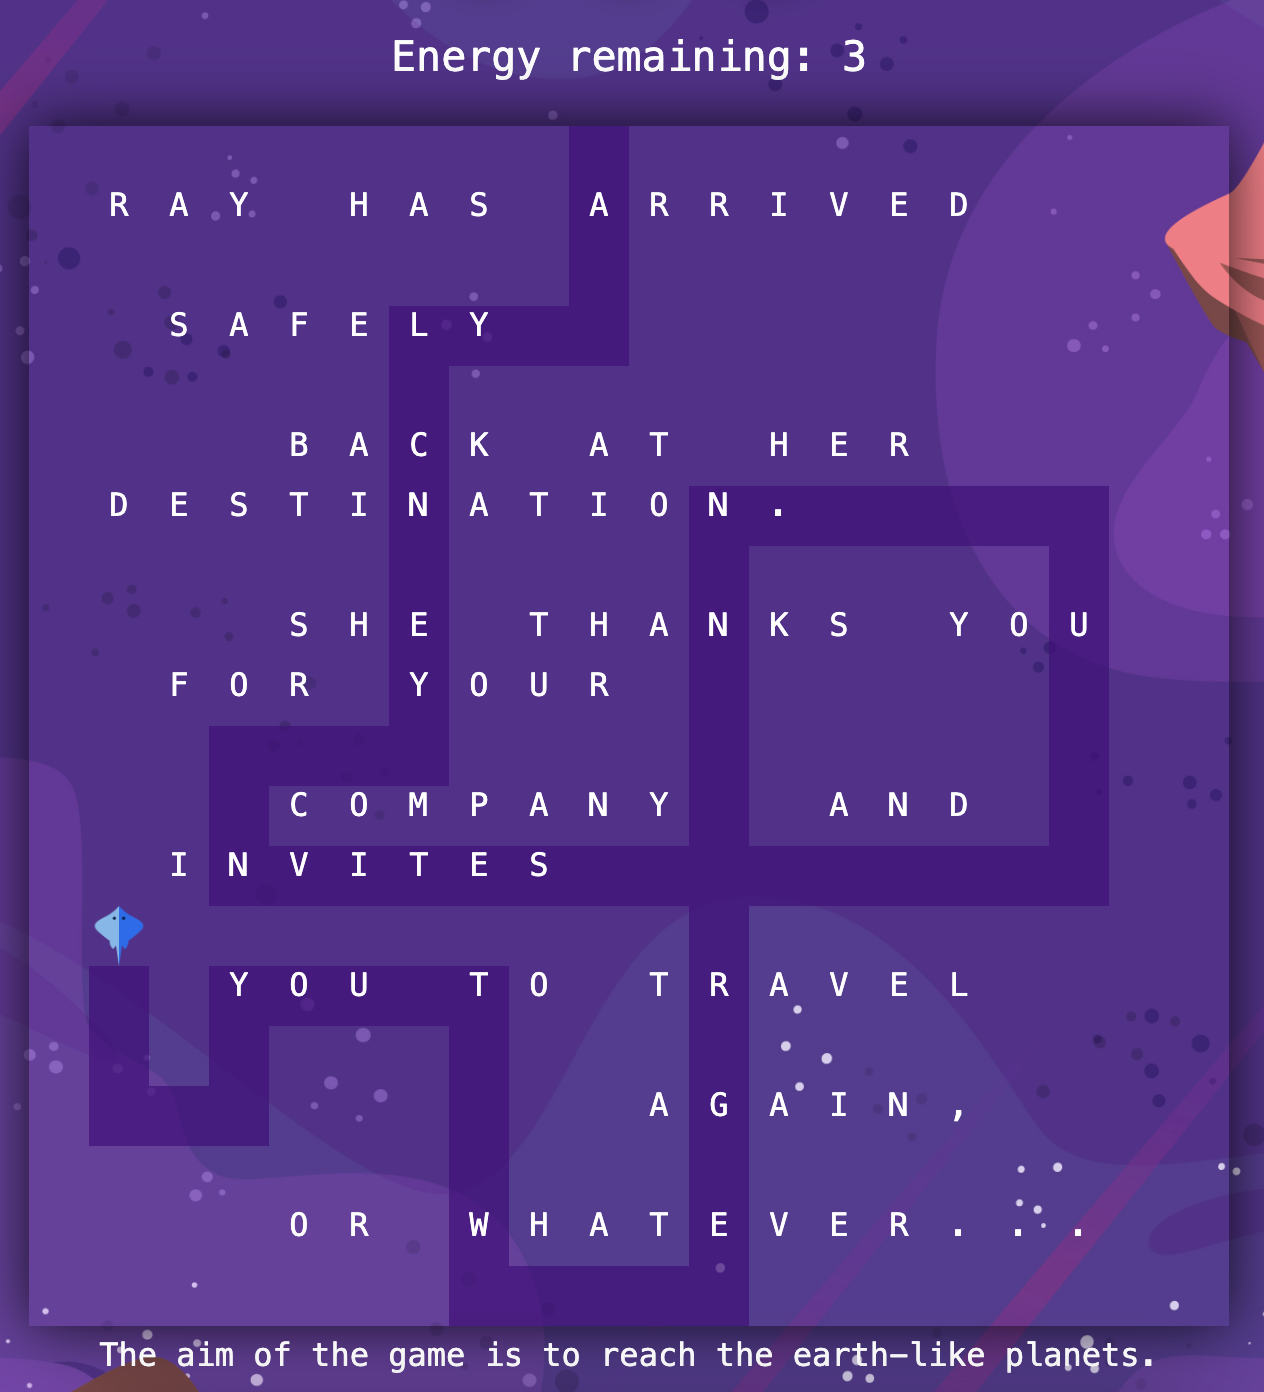 Energy remaining: 3
RAY HAS ARRIVED
SAFELY
BACK AT HER
DESTINATION.
SHE THANKS YOU
FOR YOUR
COMPANY AND
INVITES
YOU TO TRAVEL
AGAIN,
OR WHATEVER...
The aim of the game is to reach the earth-like planets.